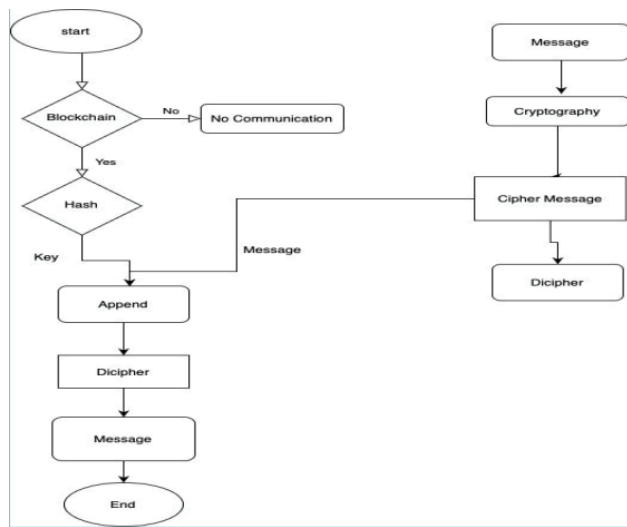 start
Message
Blockchain
No
No Communication
Cryptography
Yes
Hash
Cipher Message
Key
Message
Append
Dicipher
Dicipher
Message
End